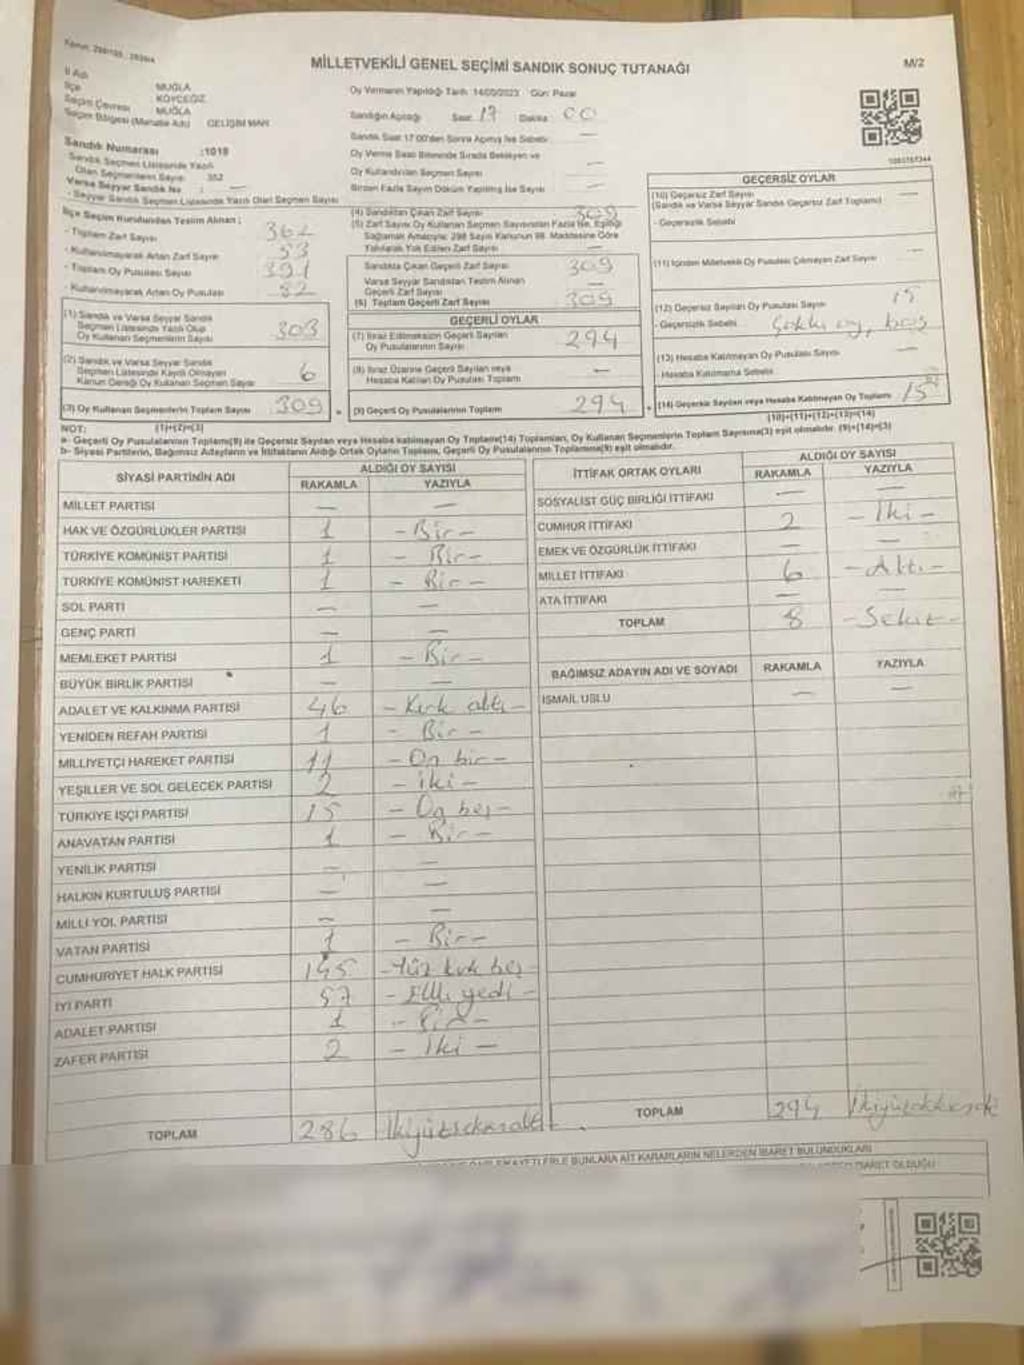 MİLLETVEKİLİ GENEL SEÇİMİ SANDIK SONUÇ TUTANAĞI
M/2
İl Adı MUĞLA
İlçe KÖYCEĞİZ
Seçim Çevresi MUĞLA
Seçim Bölgesi (Mahalle Adı) GELİŞİM MAH.
Oy Vermenin Yapıldığı Tarih: 14/05/2023 Gün: Pazar
Sandığın Açılacağı Saat: 17 Dakika 00
Sandık Saat 17:00'den Sonra Açılmış İse Sebebi: —
Oy Verme Saati Bitiminde Sırada Bekleyen ve
Oy Kullandırılan Seçmen Sayısı —
Birden Fazla Sayım Döküm Yapılmış İse Sayısı —
Sandık Numarası :1019
- Sandık Seçmen Listesinde Yazılı
Olan Seçmenlerin Sayısı 352
Varsa Seyyar Sandık No : —
- Seyyar Sandık Seçmen Listesinde Yazılı Olan Seçmen Sayısı
İlçe Seçim Kurulundan Teslim Alınan:
- Toplam Zarf Sayısı 362
- Kullanılmayarak Artan Zarf Sayısı 53
- Toplam Oy Pusulası Sayısı 391
- Kullanılmayarak Artan Oy Pusulası 82
(1) Sandık ve Varsa Seyyar Sandık
Seçmen Listesinde Yazılı Olup
Oy Kullanan Seçmenlerin Sayısı 303
(2) Sandık ve Varsa Seyyar Sandık
Seçmen Listesinde Kaydı Olmayan
Kanun Gereği Oy Kullanan Seçmen Sayısı 6
(3) Oy Kullanan Seçmenlerin Toplam Sayısı 309
(1)+(2)=(3)
(4) Sandıktan Çıkan Zarf Sayısı 309
(5) Zarf Sayısı Oy Kullanan Seçmen Sayısından Fazla İse, Eşitliği
Sağlamak Amacıyla; 298 Sayılı Kanunun 98. Maddesine Göre
Yakılarak Yok Edilen Zarf Sayısı —
Sandıkta Çıkan Geçerli Zarf Sayısı 309
Varsa Seyyar Sandıktan Teslim Alınan
Geçerli Zarf Sayısı —
(6) Toplam Geçerli Zarf Sayısı 309
GEÇERLİ OYLAR
(7) İtiraz Edilmeksizin Geçerli Sayılan
Oy Pusulalarının Sayısı 294
(8) İtiraz Üzerine Geçerli Sayılan veya
Hesaba Katılan Oy Pusulası Toplamı —
(9) Geçerli Oy Pusulalarının Toplamı 294
GEÇERSİZ OYLAR
(10) Geçersiz Zarf Sayısı —
(Sandık ve Varsa Seyyar Sandık Geçersiz Zarf Toplamı)
- Geçersizlik Sebebi
(11) İçinden Milletvekili Oy Pusulası Çıkmayan Zarf Sayısı —
(12) Geçersiz Sayılan Oy Pusulası Sayısı 15
- Geçersizlik Sebebi
(13) Hesaba Katılmayan Oy Pusulası Sayısı —
- Hesaba Katılmama Sebebi
(14) Geçersiz Sayılan veya Hesaba Katılmayan Oy Toplamı 15
(10)+(11)+(12)+(13)=(14)
NOT:
a- Geçerli Oy Pusulalarının Toplamı(9) ile Geçersiz Sayılan veya Hesaba katılmayan Oy Toplamı(14) Toplamları, Oy Kullanan Seçmenlerin Toplam Sayısına(3) eşit olmalıdır. (9)+(14)=(3)
b- Siyasi Partilerin, Bağımsız Adayların ve İttifakların Aldığı Ortak Oyların Toplamı, Geçerli Oy Pusulalarının Toplamına(9) eşit olmalıdır.
SİYASİ PARTİNİN ADI ALDIĞI OY SAYISI
RAKAMLA YAZIYLA
MİLLET PARTİSİ — —
HAK VE ÖZGÜRLÜKLER PARTİSİ 1 - Bir -
TÜRKİYE KOMÜNİST PARTİSİ 1 - Bir -
TÜRKİYE KOMÜNİST HAREKETİ 1 - Bir -
SOL PARTİ — —
GENÇ PARTİ — —
MEMLEKET PARTİSİ 1 - Bir -
BÜYÜK BİRLİK PARTİSİ — —
ADALET VE KALKINMA PARTİSİ 46 - Kırk altı -
YENİDEN REFAH PARTİSİ 1 - Bir -
MİLLİYETÇİ HAREKET PARTİSİ 11 - On bir -
YEŞİLLER VE SOL GELECEK PARTİSİ 2 - İki -
TÜRKİYE İŞÇİ PARTİSİ 15 - On beş -
ANAVATAN PARTİSİ 1 - Bir -
YENİLİK PARTİSİ — —
HALKIN KURTULUŞ PARTİSİ — —
MİLLİ YOL PARTİSİ — —
VATAN PARTİSİ 1 - Bir -
CUMHURİYET HALK PARTİSİ 145 - Yüz kırk beş -
İYİ PARTİ 57 - Elli yedi -
ADALET PARTİSİ 1 - Bir -
ZAFER PARTİSİ 2 - İki -
TOPLAM 286 İkiyüzseksenaltı
İTTİFAK ORTAK OYLARI ALDIĞI OY SAYISI
RAKAMLA YAZIYLA
SOSYALİST GÜÇ BİRLİĞİ İTTİFAKI — —
CUMHUR İTTİFAKI 2 - İki -
EMEK VE ÖZGÜRLÜK İTTİFAKI — —
MİLLET İTTİFAKI 6 - Altı -
ATA İTTİFAKI — —
TOPLAM 8 - Sekiz -
BAĞIMSIZ ADAYIN ADI VE SOYADI RAKAMLA YAZIYLA
İSMAİL USLU — —
TOPLAM 294